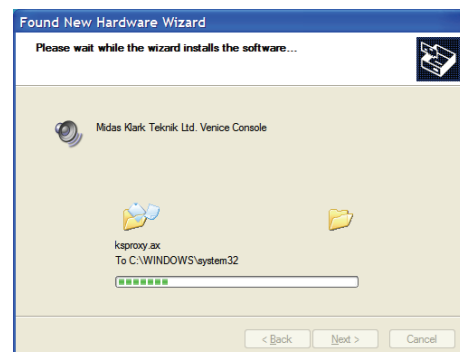 Found New Hardware Wizard
Please wait while the wizard installs the software...
Midas Klark Teknik Ltd. Venice Console
ksproxy.ax
To C:\WINDOWS\system32
< Back Next > Cancel